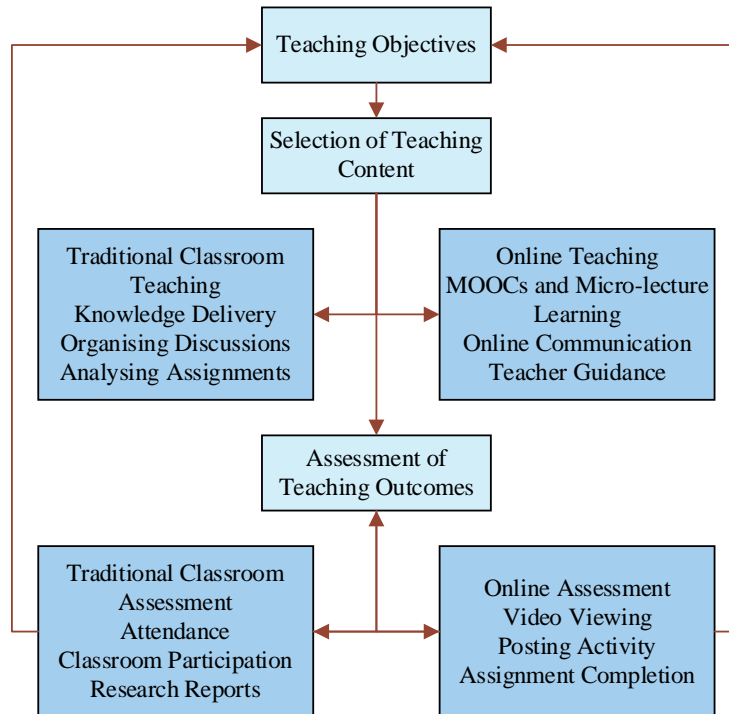 Teaching Objectives
Selection of Teaching
Content
Traditional Classroom
Teaching
Knowledge Delivery
Organising Discussions
Analysing Assignments
Online Teaching
MOOCs and Micro-lecture
Learning
Online Communication
Teacher Guidance
Assessment of
Teaching Outcomes
Traditional Classroom
Assessment
Attendance
Classroom Participation
Research Reports
Online Assessment
Video Viewing
Posting Activity
Assignment Completion